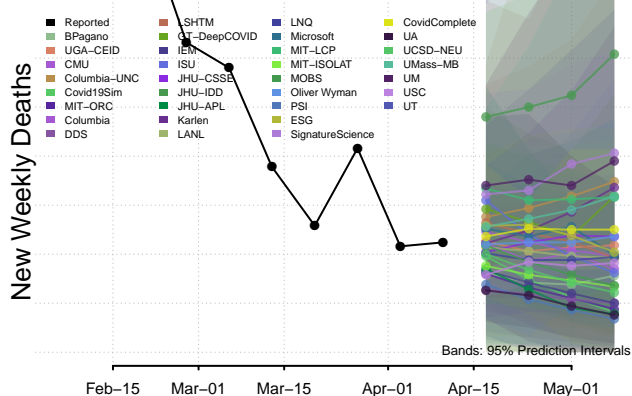 Reported
BPagano
UGA−CEID
CMU
Columbia−UNC
Covid19Sim
MIT−ORC
Columbia
DDS
LSHTM
GT−DeepCOVID
IEM
ISU
JHU−CSSE
JHU−IDD
JHU−APL
Karlen
LANL
LNQ
Microsoft
MIT−LCP
MIT−ISOLAT
MOBS
Oliver Wyman
PSI
ESG
SignatureScience
CovidComplete
UA
UCSD−NEU
UMass−MB
UM
USC
UT
New Weekly Deaths
Bands: 95% Prediction Intervals
Feb−15 Mar−01 Mar−15 Apr−01 Apr−15 May−01